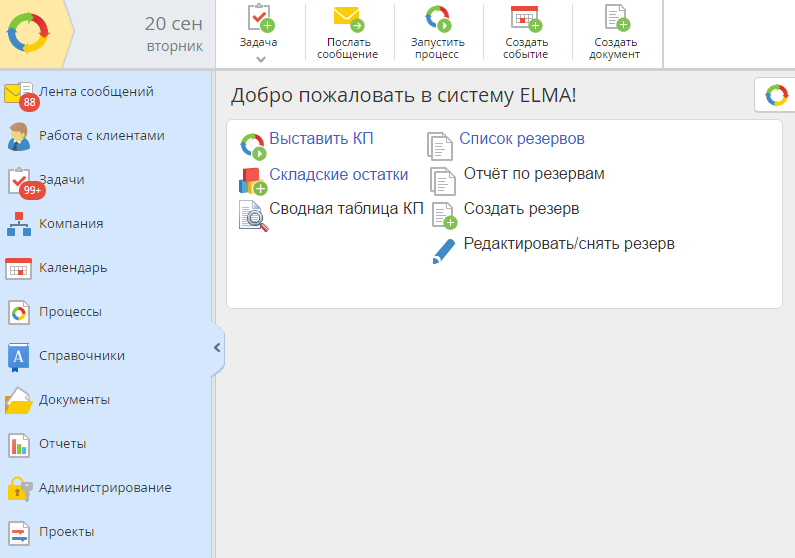 20 сен
вторник
Задача
Послать
сообщение
Запустить
процесс
Создать
событие
Создать
документ
Лента сообщений
88
Работа с клиентами
Задачи
99+
Компания
Календарь
Процессы
Справочники
Документы
Отчеты
Администрирование
Проекты
Добро пожаловать в систему ELMA!
Выставить КП
Складские остатки
Сводная таблица КП
Список резервов
Отчёт по резервам
Создать резерв
Редактировать/снять резерв